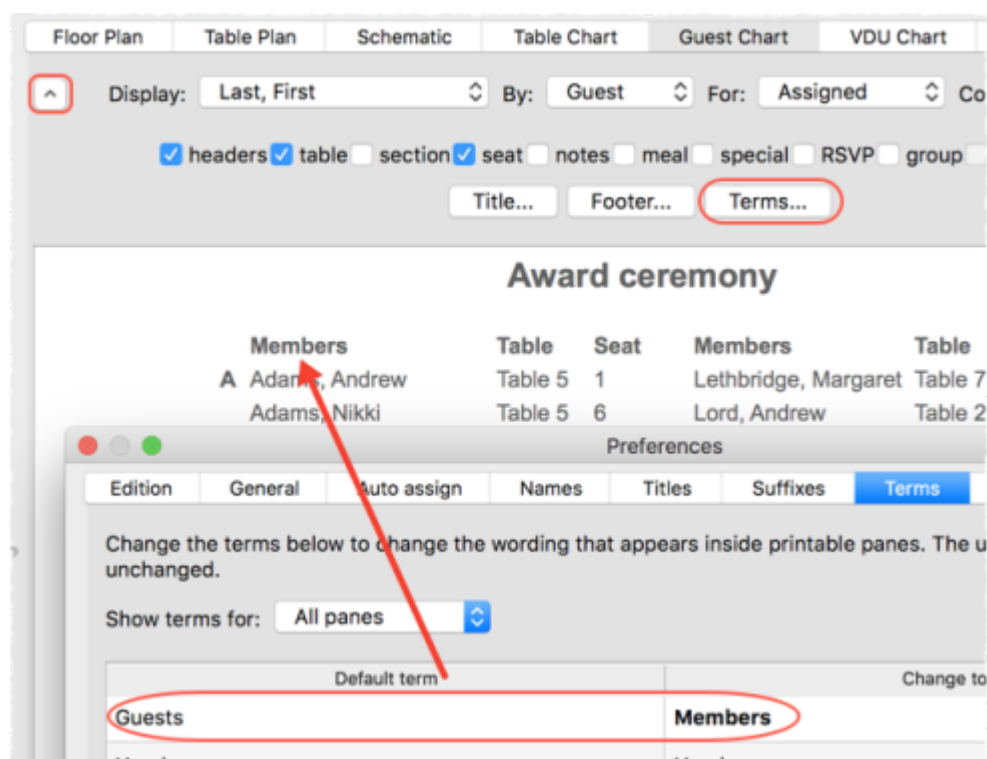 Floor Plan Table Plan Schematic Table Chart Guest Chart VDU Chart
Display: Last, First By: Guest For: Assigned Co
headers table section seat notes meal special RSVP group
Title... Footer... Terms...
Award ceremony
Members Table Seat Members Table
A Adams, Andrew Table 5 1 Lethbridge, Margaret Table 7
Adams, Nikki Table 5 6 Lord, Andrew Table 2
Preferences
Edition General Auto assign Names Titles Suffixes Terms
Change the terms below to change the wording that appears inside printable panes. The u
unchanged.
Show terms for: All panes
Default term Change to
Guests Members